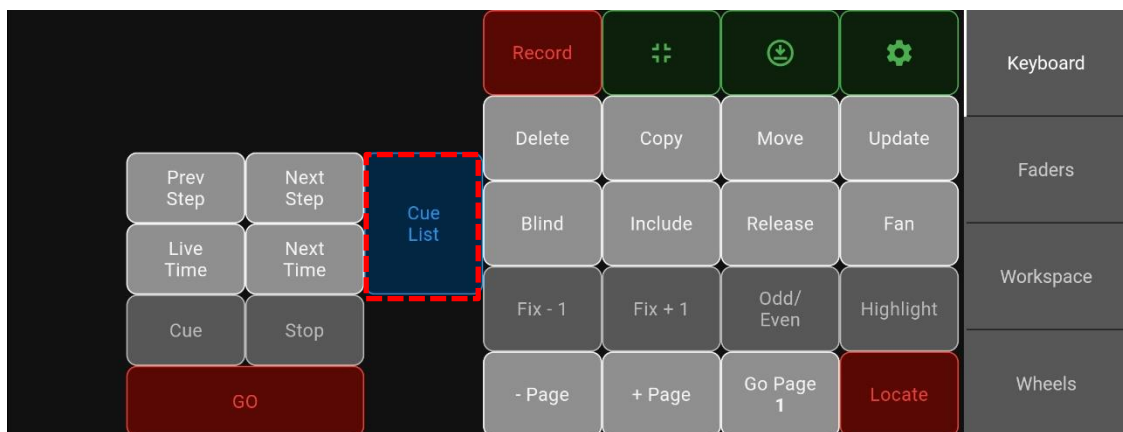 Record
Keyboard
Delete
Copy
Move
Update
Prev
Step
Next
Step
Cue
List
Faders
Blind
Include
Release
Fan
Live
Time
Next
Time
Workspace
Fix - 1
Fix + 1
Odd/
Even
Highlight
Cue
Stop
- Page
+ Page
Go Page
1
Locate
Wheels
GO